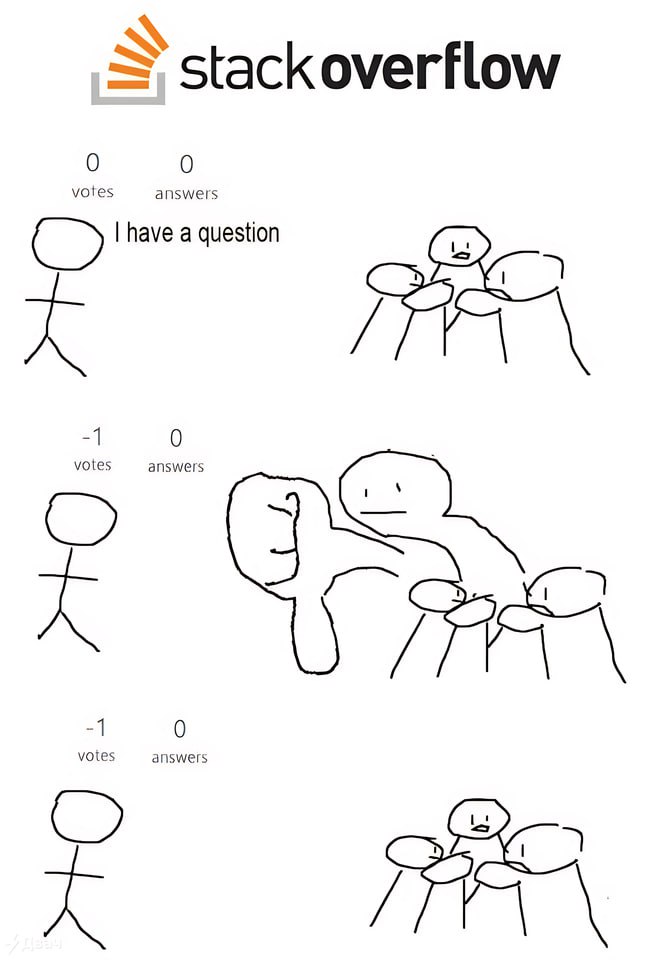 stackoverflow
0 0
votes answers
I have a question
-1 0
votes answers
-1 0
votes answers